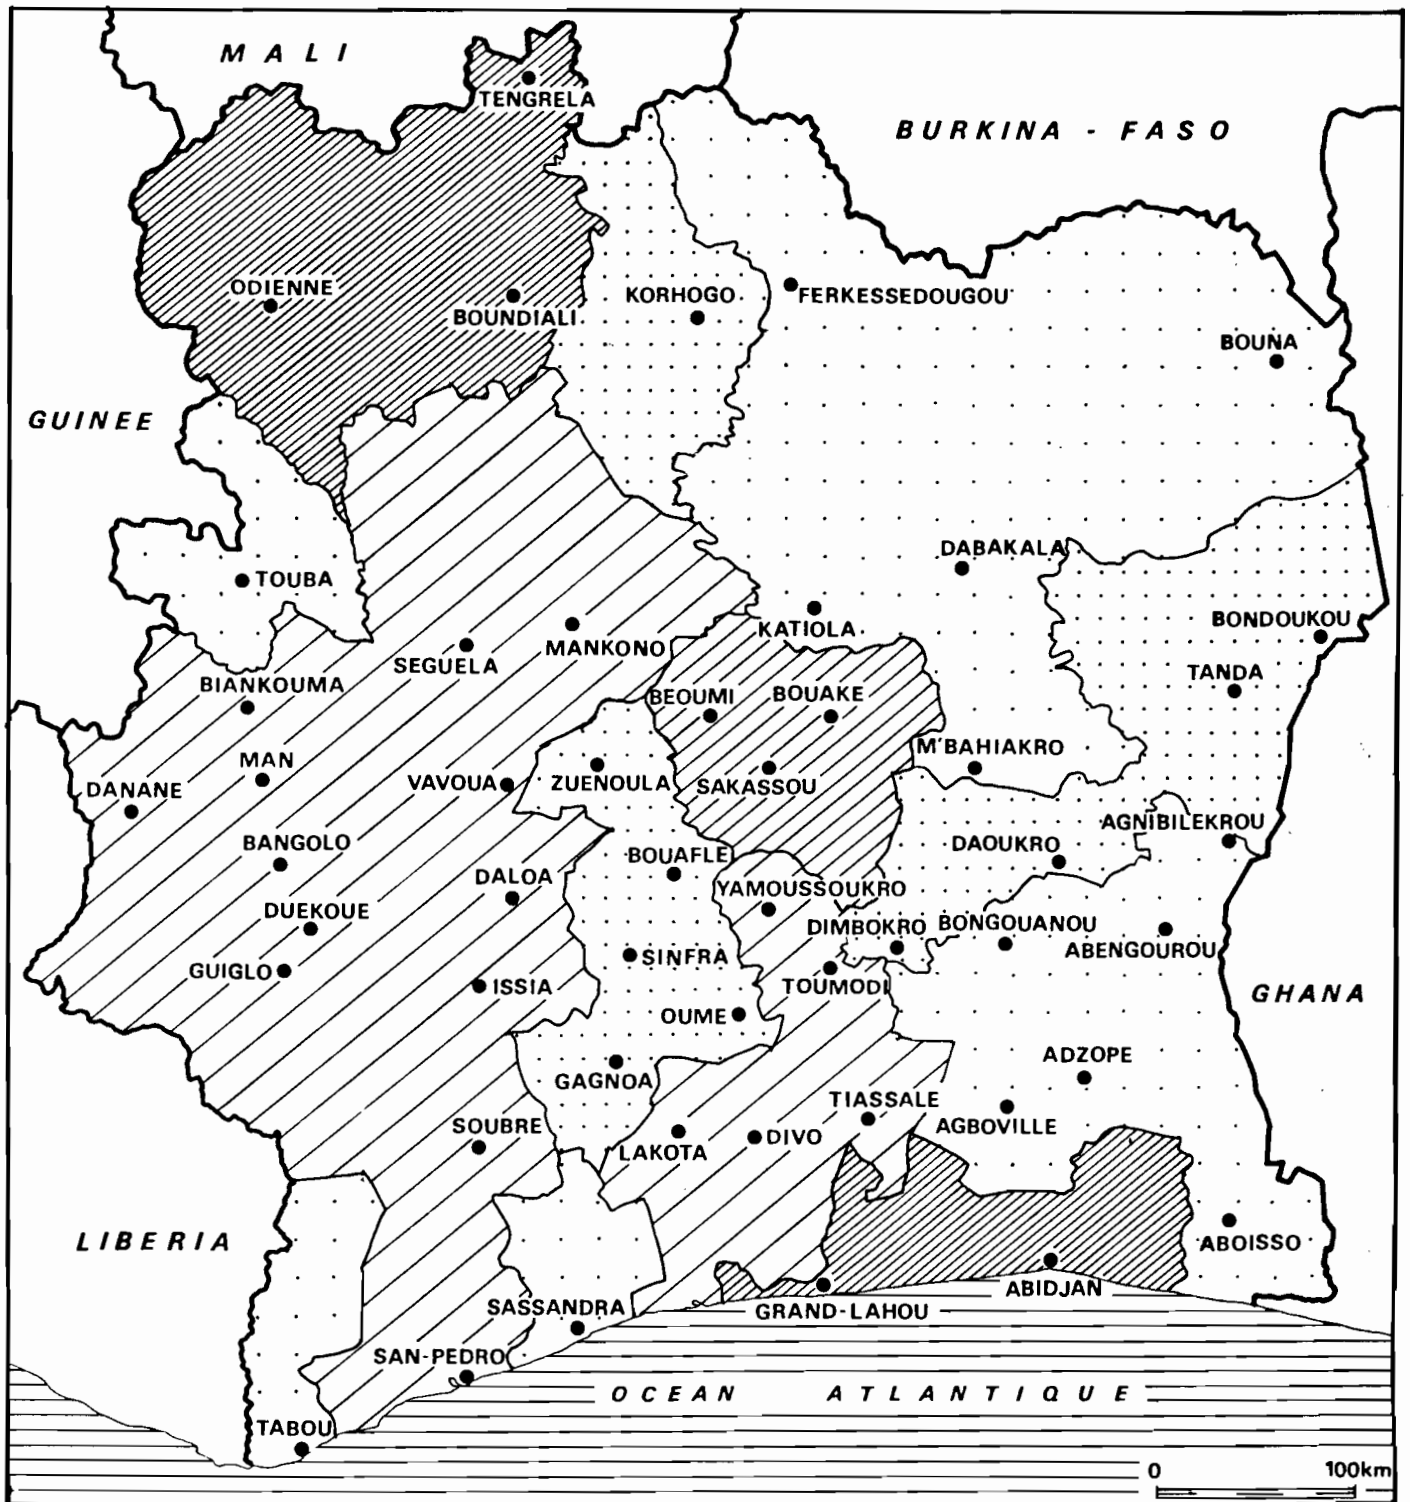 MALI
TENGRELA
BURKINA - FASO
ODIENNE
BOUNDIALI
KORHOGO
FERKESSEDOUGOU
BOUNA
GUINEE
DABAKALA
TOUBA
KATIOLA
BONDOUKOU
MANKONO
SEGUELA
TANDA
BIANKOUMA
BEOUMI
BOUAKE
M'BAHIAKRO
MAN
DANANE
VAVOUA
ZUENOULA
SAKASSOU
AGNIBILEKROU
BANGOLO
DAOUKRO
BOUAFLE
DALOA
YAMOUSSOUKRO
DUEKOUE
DIMBOKRO
BONGOUANOU
ABENGOUROU
GUIGLO
SINFRA
ISSIA
TOUMODI
GHANA
OUME
ADZOPE
GAGNOA
TIASSALE
SOUBRE
AGBOVILLE
LAKOTA
DIVO
LIBERIA
ABOISSO
ABIDJAN
SASSANDRA
GRAND-LAHOU
SAN-PEDRO
OCEAN ATLANTIQUE
TABOU
0 100km